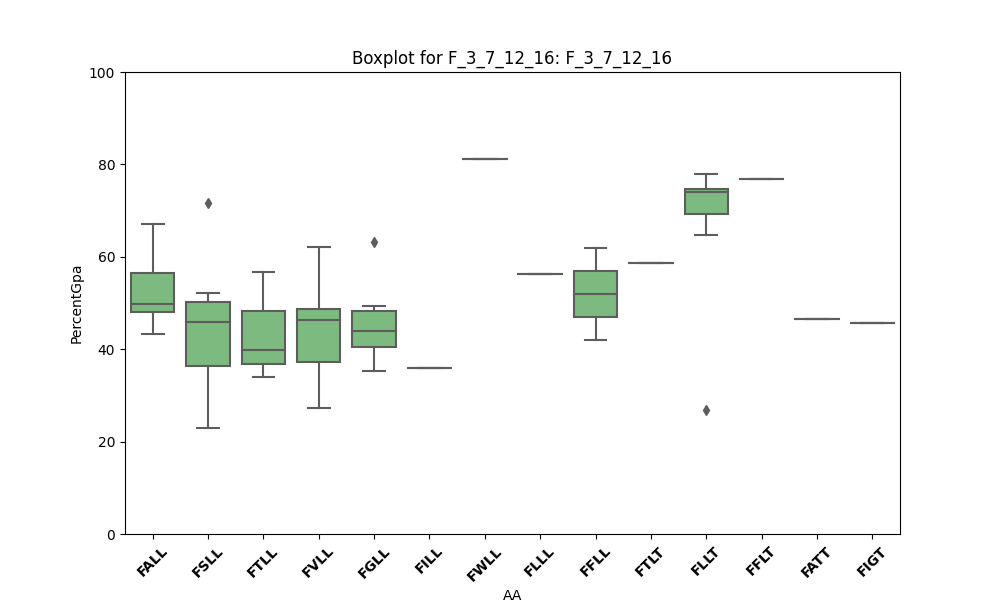 Boxplot for F_3_7_12_16: F_3_7_12_16
100
80
60
40
20
0
PercentGpa
FALL
FSLL
FTLL
FVLL
FGLL
FILL
FWLL
FLLL
FFLL
FTLT
FLLT
FFLT
FATT
FIGT
AA